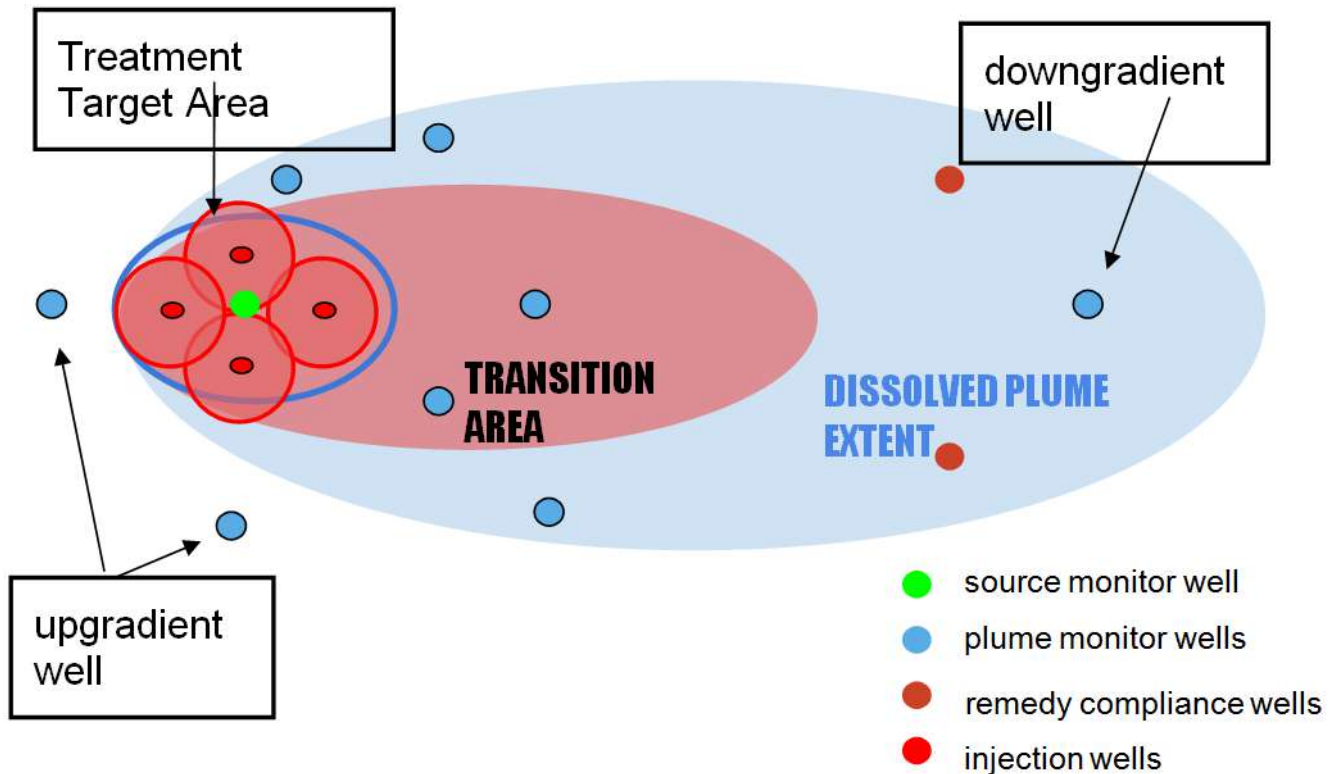 Treatment
Target Area
downgradient
well
TRANSITION
AREA
DISSOLVED PLUME
EXTENT
upgradient
well
source monitor well
plume monitor wells
remedy compliance wells
injection wells